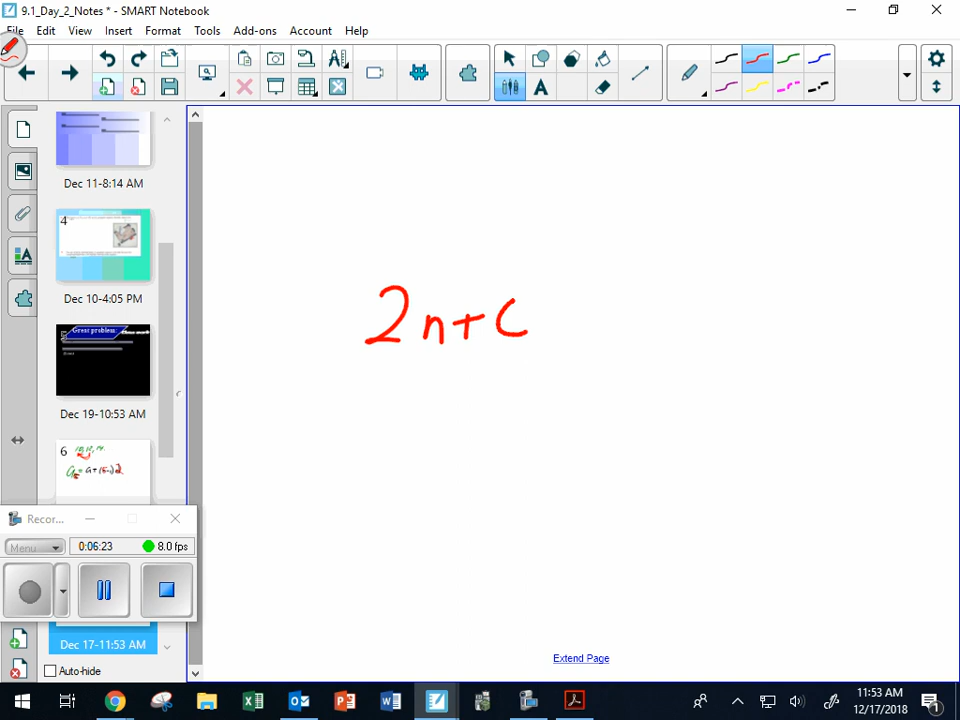 9.1_Day_2_Notes * - SMART Notebook
File Edit View Insert Format Tools Add-ons Account Help
Dec 11-8:14 AM
4
Dec 10-4:05 PM
Great problem:
Dec 19-10:53 AM
6
2n+c
Recor...
Menu
0:06:23
8.0 fps
Dec 17-11:53 AM
Auto-hide
Extend Page
11:53 AM
12/17/2018
1